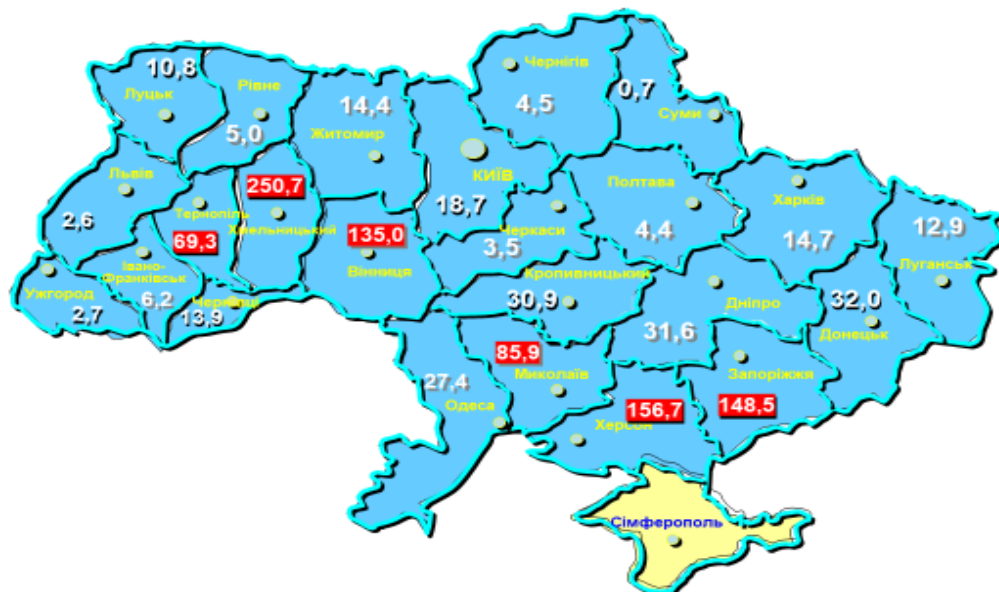 10,8
Луцьк
Рівне
5,0
14,4
Житомир
Чернігів
4,5
0,7
Суми
Львів
2,6
Тернопіль
69,3
250,7
Хмельницький
135,0
Вінниця
КИЇВ
18,7
Черкаси
3,5
Полтава
4,4
Харків
14,7
12,9
Луганськ
Ужгород
2,7
Івано-
Франківськ
6,2
Чернівці
13,9
Кропивницький
30,9
Дніпро
31,6
32,0
Донецьк
27,4
Одеса
85,9
Миколаїв
156,7
Херсон
Запоріжжя
148,5
Сімферополь